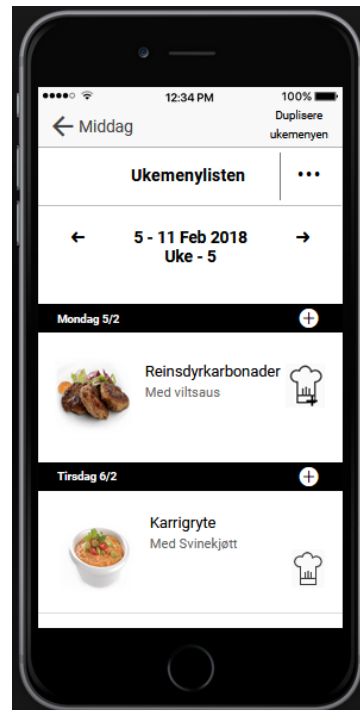 12:34 PM
100%
Middag
Duplisere
ukemenyen
Ukemenylisten
5 - 11 Feb 2018
Uke - 5
Mondag 5/2
Reinsdyrkarbonader
Med viltsaus
Tirsdag 6/2
Karrigryte
Med Svinekjøtt